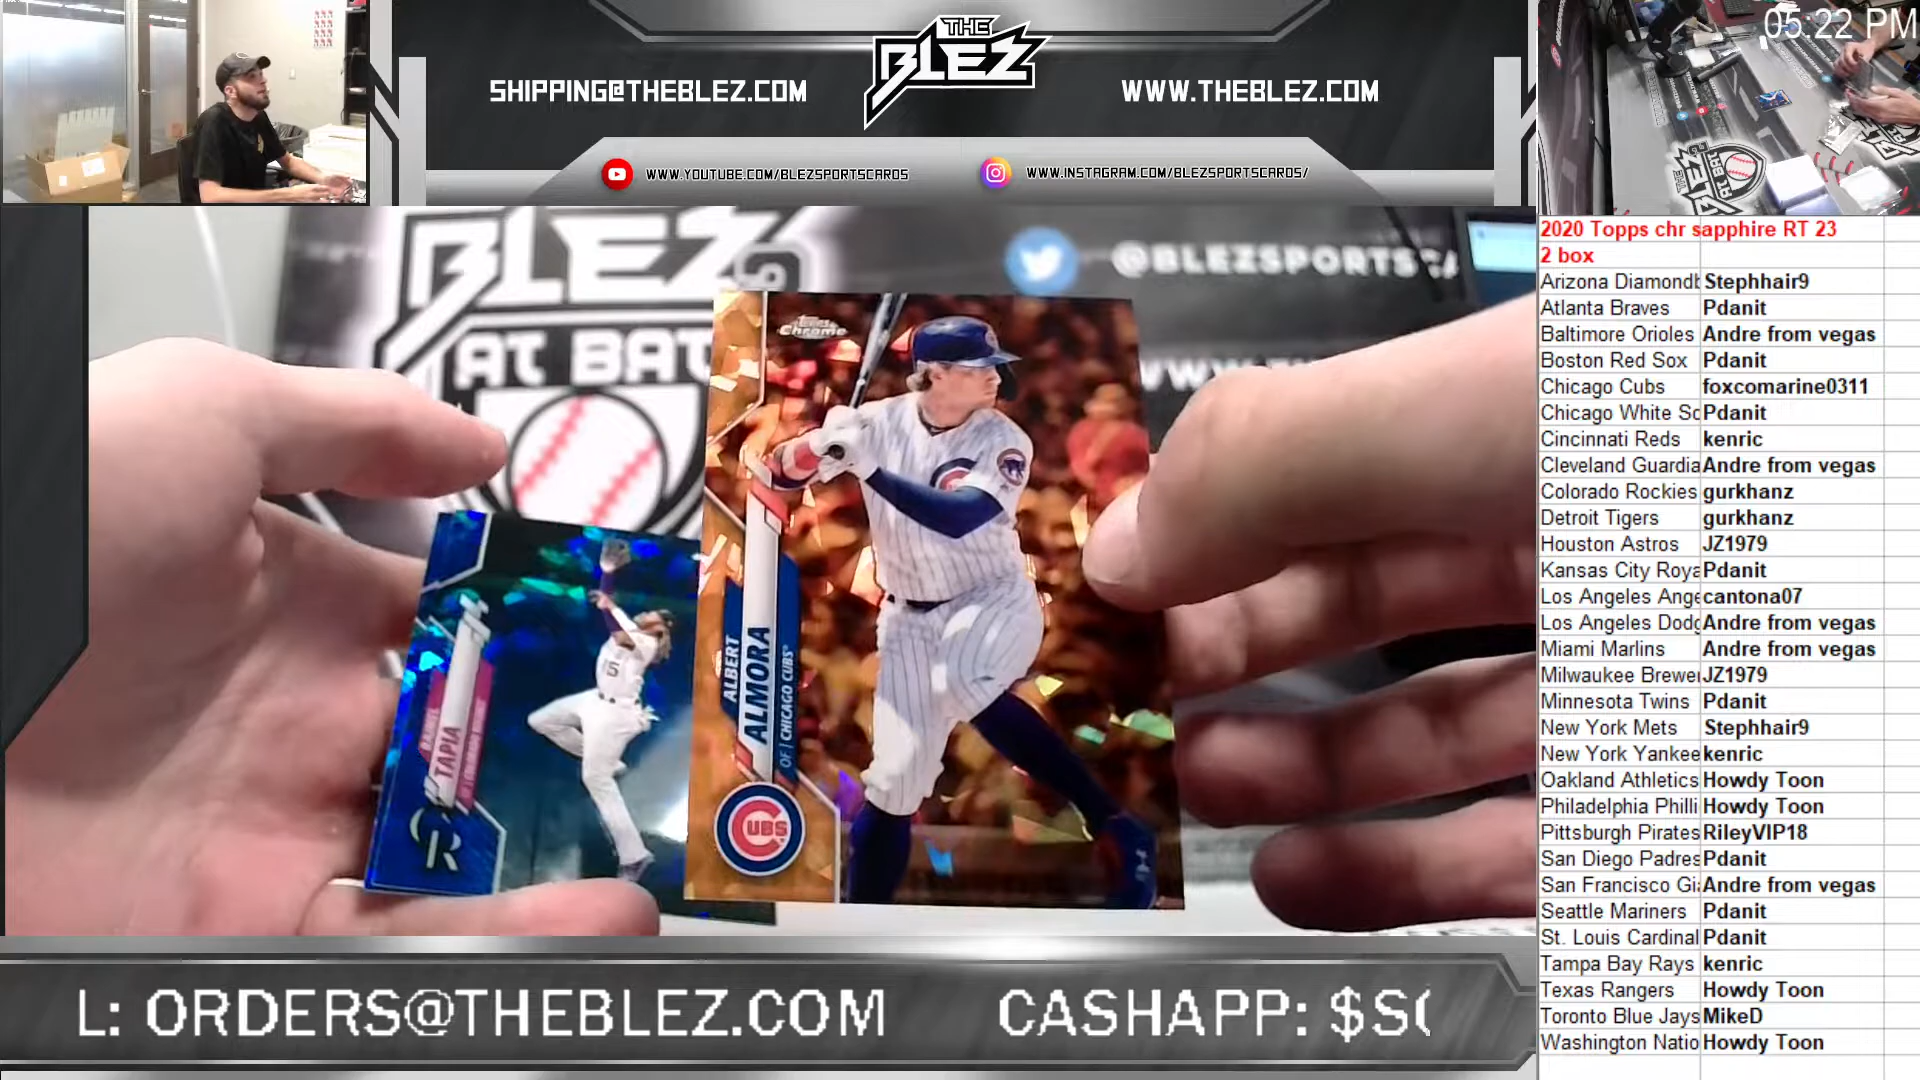 THE
BLEZ
SHIPPING@THEBLEZ.COM
WWW.THEBLEZ.COM
WWW.YOUTUBE.COM/BLEZSPORTSCARDS
WWW.INSTAGRAM.COM/BLEZSPORTSCARDS/
05:22 PM
BLEZ
AT BAT
@BLEZSPORTSCA
Topps
Chrome
ALBERT
ALMORA
OF | CHICAGO CUBS
CUBS
TAPIA
CR
15
THE
BLEZ
AT BAT
2020 Topps chr sapphire RT 23
2 box
Arizona Diamondb Stephhair9
Atlanta Braves Pdanit
Baltimore Orioles Andre from vegas
Boston Red Sox Pdanit
Chicago Cubs foxcomarine0311
Chicago White So Pdanit
Cincinnati Reds kenric
Cleveland Guardia Andre from vegas
Colorado Rockies gurkhanz
Detroit Tigers gurkhanz
Houston Astros JZ1979
Kansas City Roya Pdanit
Los Angeles Ange cantona07
Los Angeles Dodg Andre from vegas
Miami Marlins Andre from vegas
Milwaukee Brewe JZ1979
Minnesota Twins Pdanit
New York Mets Stephhair9
New York Yankee kenric
Oakland Athletics Howdy Toon
Philadelphia Philli Howdy Toon
Pittsburgh Pirates RileyVIP18
San Diego Padres Pdanit
San Francisco Gi Andre from vegas
Seattle Mariners Pdanit
St. Louis Cardinal Pdanit
Tampa Bay Rays kenric
Texas Rangers Howdy Toon
Toronto Blue Jays MikeD
Washington Natio Howdy Toon
L: ORDERS@THEBLEZ.COM CASHAPP: $S